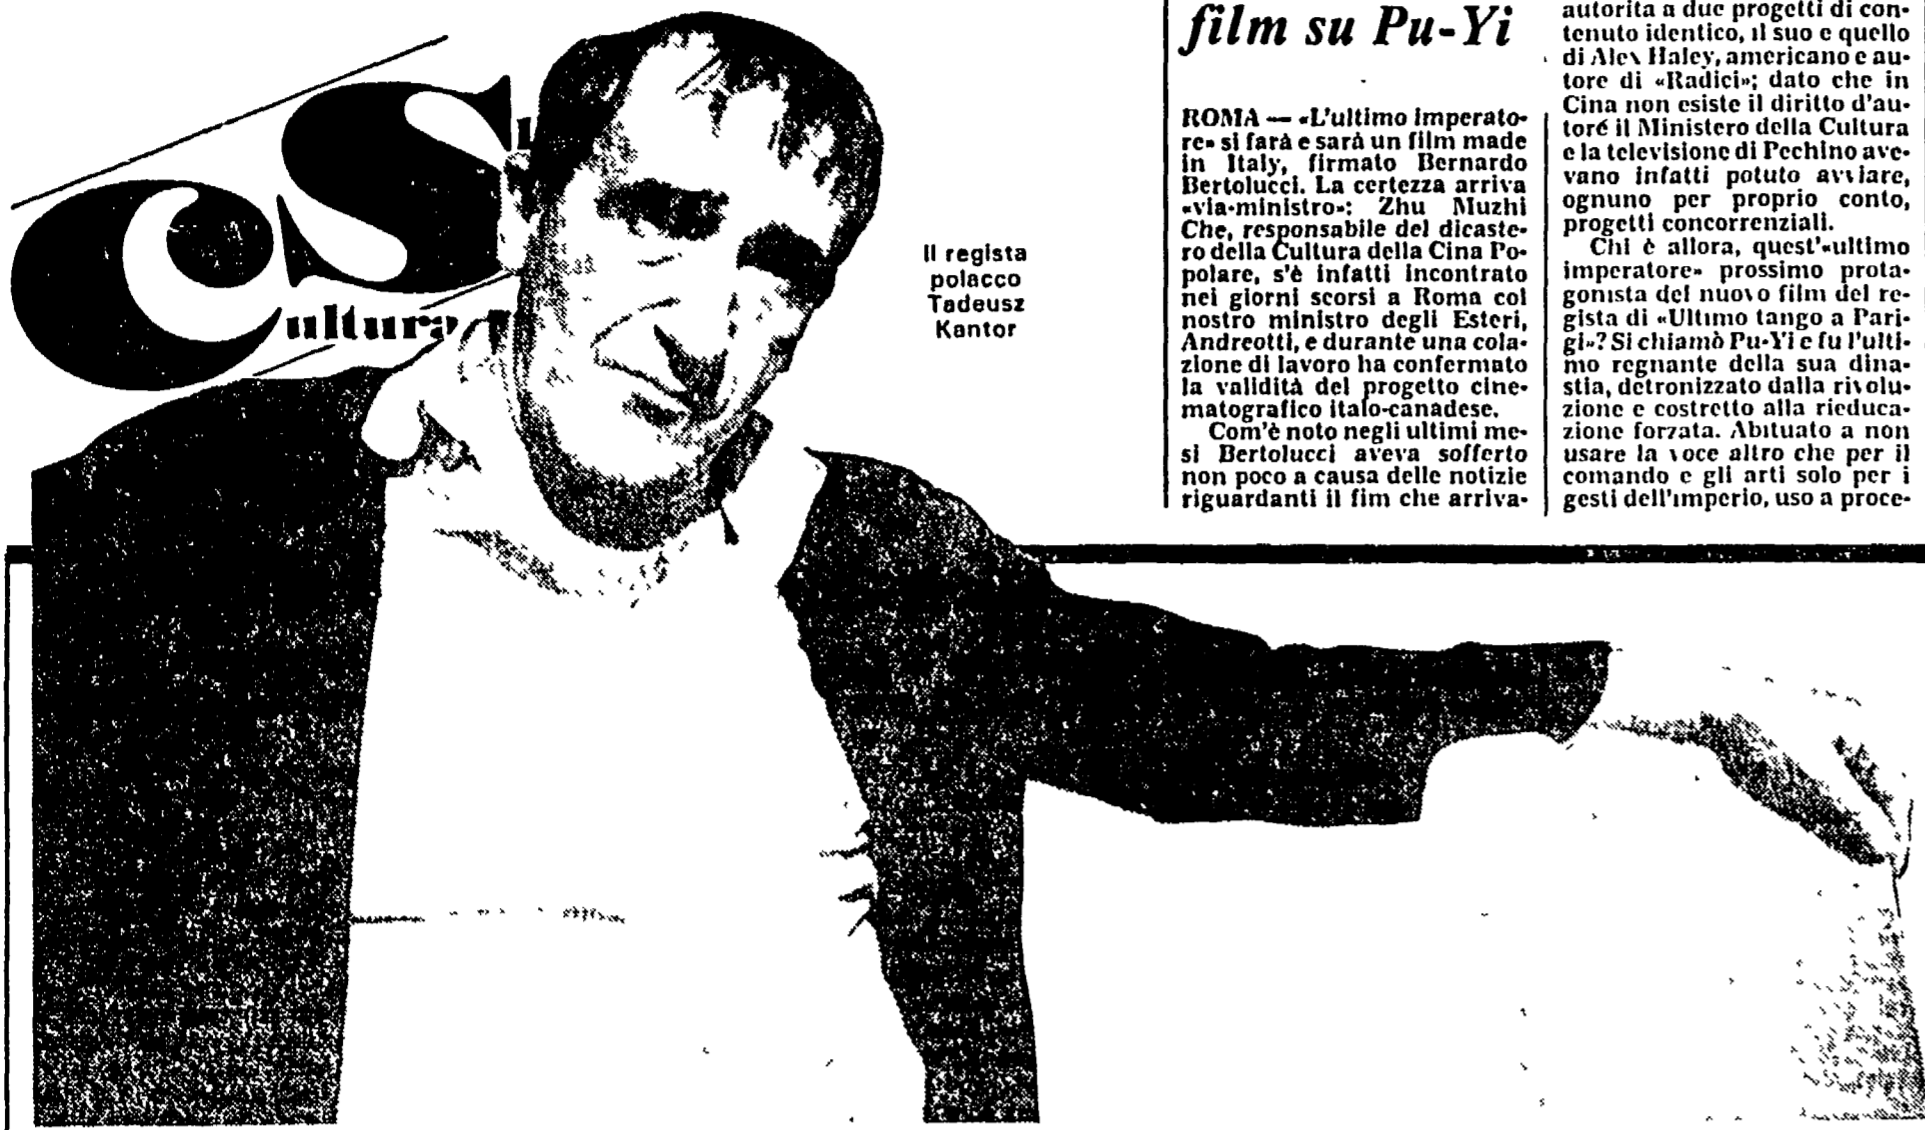 CS
ultura
Il regista
polacco
Tadeusz
Kantor
film su Pu-Yi
ROMA — «L'ultimo imperato-
re» si farà e sarà un film made
in Italy, firmato Bernardo
Bertolucci. La certezza arriva
«via-ministro»: Zhu Muzhi
Che, responsabile del dicaste-
ro della Cultura della Cina Po-
polare, s'è infatti incontrato
nei giorni scorsi a Roma col
nostro ministro degli Esteri,
Andreotti, e durante una cola-
zione di lavoro ha confermato
la validità del progetto cine-
matografico italo-canadese.
Com'è noto negli ultimi me-
si Bertolucci aveva sofferto
non poco a causa delle notizie
riguardanti il fim che arriva-
autorità a due progetti di con-
tenuto identico, il suo e quello
di Alex Haley, americano e au-
tore di «Radici»; dato che in
Cina non esiste il diritto d'au-
toré il Ministero della Cultura
e la televisione di Pechino ave-
vano infatti potuto avviare,
ognuno per proprio conto,
progetti concorrenziali.
Chi è allora, quest'«ultimo
imperatore» prossimo prota-
gonista del nuovo film del re-
gista di «Ultimo tango a Pari-
gi»? Si chiamò Pu-Yi e fu l'ulti-
mo regnante della sua dina-
stia, detronizzato dalla rivolu-
zione e costretto alla rieduca-
zione forzata. Abituato a non
usare la voce altro che per il
comando e gli arti solo per i
gesti dell'imperio, uso a proce-